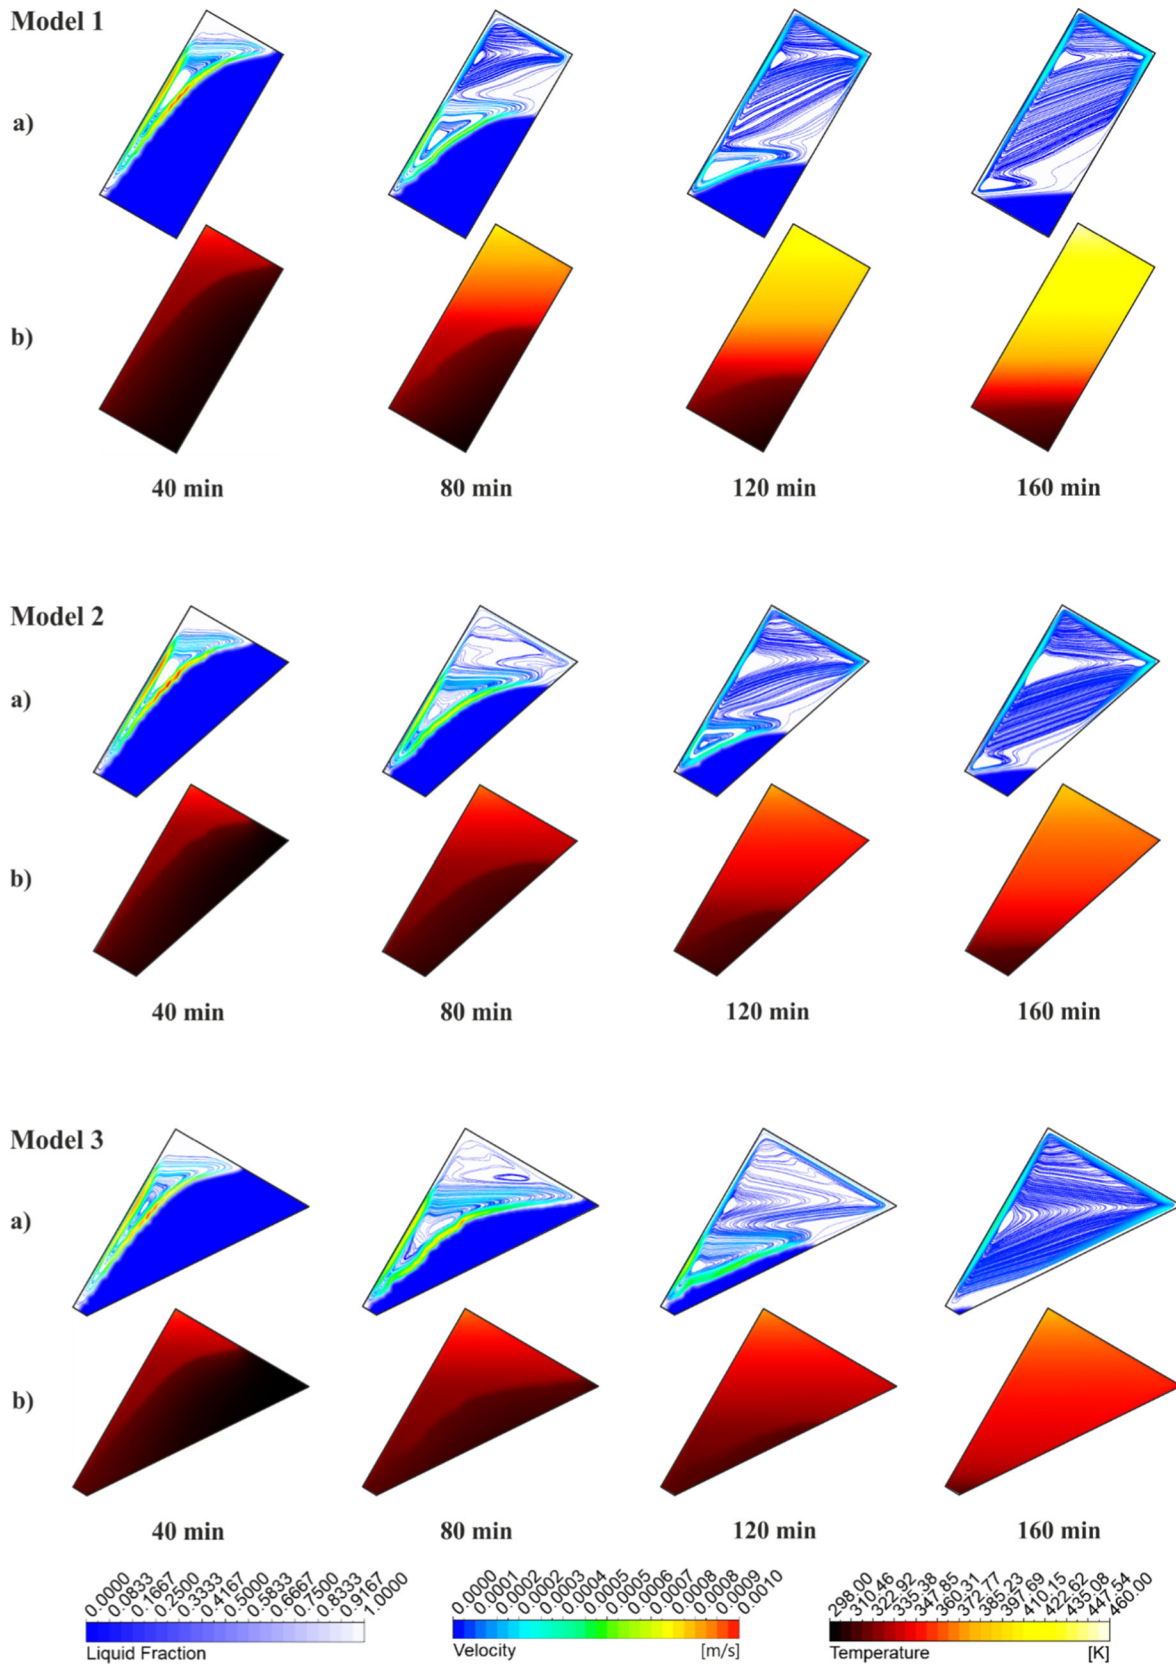 Model 1
a)
b)
40 min 80 min 120 min 160 min
Model 2
a)
b)
40 min 80 min 120 min 160 min
Model 3
a)
b)
40 min 80 min 120 min 160 min
0.0000 0.0833 0.1667 0.2500 0.3333 0.4167 0.5000 0.5833 0.6667 0.7500 0.8333 0.9167 1.0000
Liquid Fraction
0.0000 0.0001 0.0002 0.0002 0.0003 0.0004 0.0005 0.0005 0.0006 0.0007 0.0008 0.0008 0.0009 0.0010
Velocity [m/s]
298.00 310.46 322.92 335.38 347.85 360.31 372.77 385.23 397.69 410.15 422.62 435.08 447.54 460.00
Temperature [K]